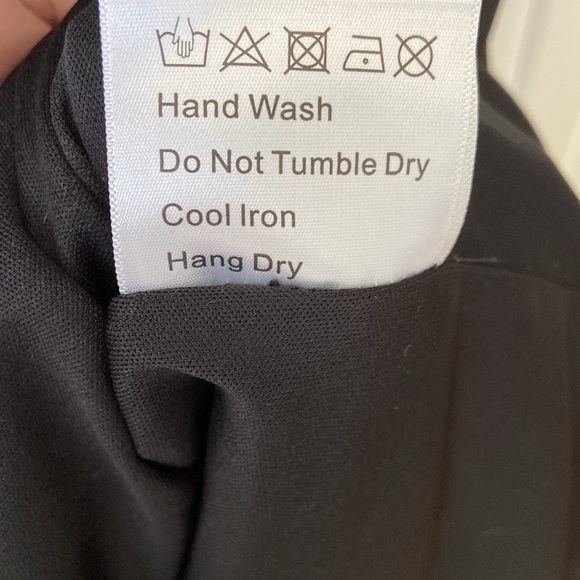 Hand Wash
Do Not Tumble Dry
Cool Iron
Hang Dry